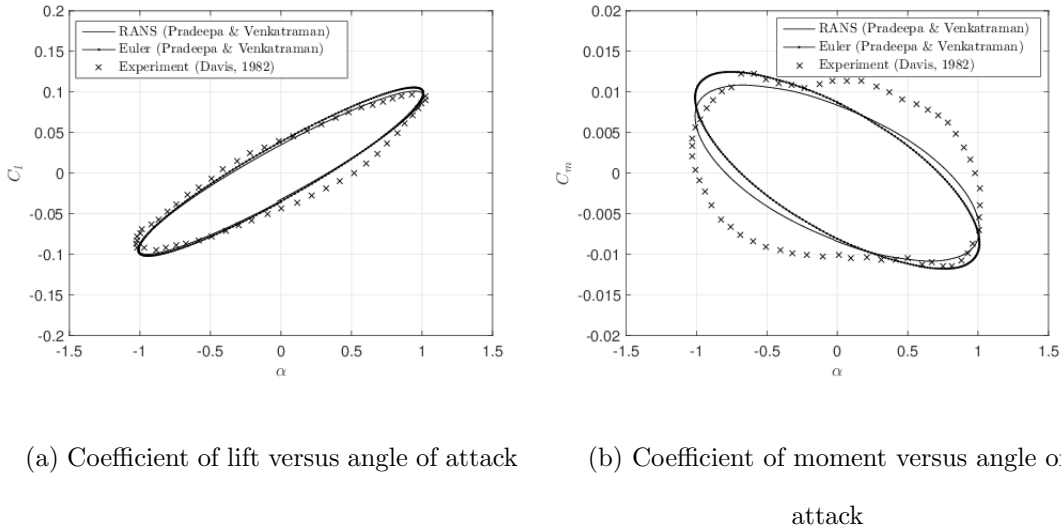 0.2
0.15
0.1
0.05
0
-0.05
-0.1
-0.15
-0.2
-1.5 -1 -0.5 0 0.5 1 1.5
C_l
α
RANS (Pradeepa & Venkatraman)
Euler (Pradeepa & Venkatraman)
Experiment (Davis, 1982)
(a) Coefficient of lift versus angle of attack
0.02
0.015
0.01
0.005
0
-0.005
-0.01
-0.015
-0.02
-1.5 -1 -0.5 0 0.5 1 1.5
C_m
α
RANS (Pradeepa & Venkatraman)
Euler (Pradeepa & Venkatraman)
Experiment (Davis, 1982)
(b) Coefficient of moment versus angle o
attack